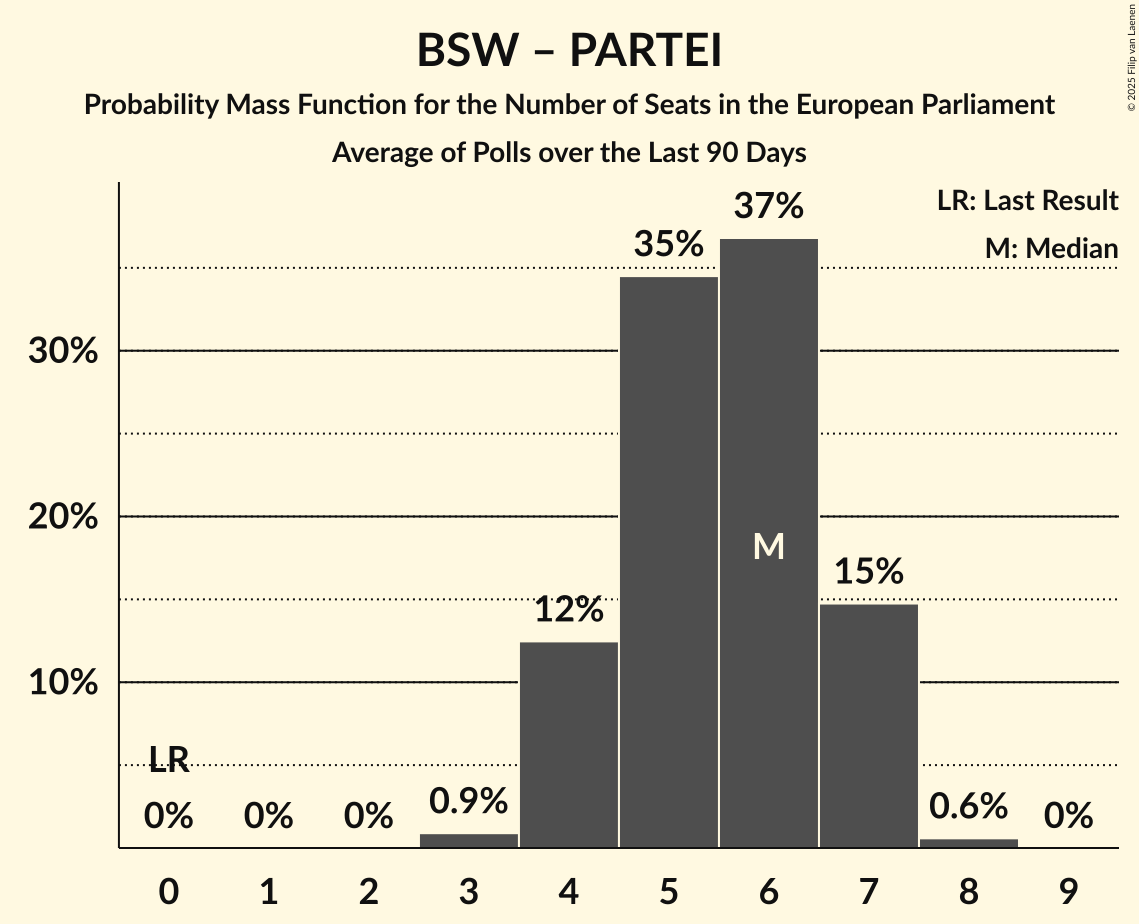 BSW – PARTEI
Probability Mass Function for the Number of Seats in the European Parliament
Average of Polls over the Last 90 Days
© 2025 Filip van Laenen
LR: Last Result
M: Median
37%
35%
30%
20%
M
15%
12%
10%
LR
0% 0% 0% 0.9% 0.6% 0%
0 1 2 3 4 5 6 7 8 9